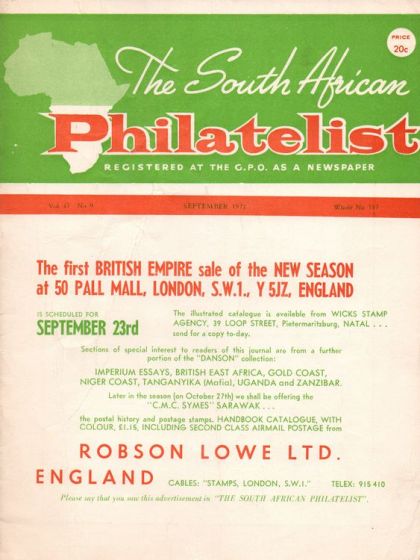 PRICE
20c
The South African
Philatelist
REGISTERED AT THE G.P.O. AS A NEWSPAPER
Vol. 47 No 9 SEPTEMBER 1971 Whole No.
The first BRITISH EMPIRE sale of the NEW SEASON
at 50 PALL MALL, LONDON, S.W.1., Y 5JZ, ENGLAND
IS SCHEDULED FOR
SEPTEMBER 23rd
The illustrated catalogue is available from WICKS STAMP
AGENCY, 39 LOOP STREET, Pietermaritzburg, NATAL . . .
send for a copy to-day.
Sections of special interest to readers of this journal are from a further
portion of the "DANSON" collection:
IMPERIUM ESSAYS, BRITISH EAST AFRICA, GOLD COAST,
NIGER COAST, TANGANYIKA (Mafia), UGANDA and ZANZIBAR.
Later in the season (on October 27th) we shall be offering the
"C.M.C. SYMES" SARAWAK . . .
the postal history and postage stamps. HANDBOOK CATALOGUE, WITH
COLOUR, £1.15, INCLUDING SECOND CLASS AIRMAIL POSTAGE from
ROBSON LOWE LTD.
ENGLAND CABLES: "STAMPS, LONDON, S.W.1." TELEX: 915 410
Please say that you saw this advertisement in "THE SOUTH AFRICAN PHILATELIST".